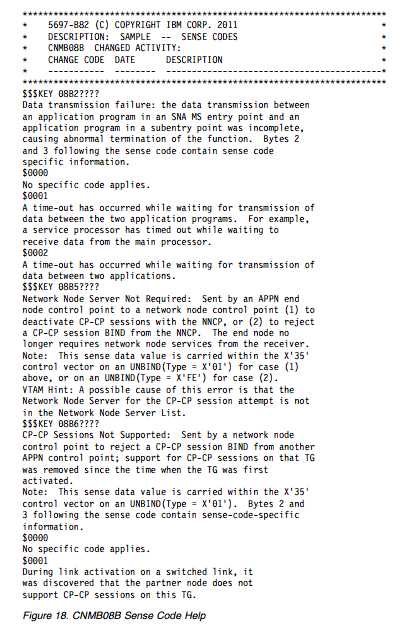 ***********************************************************************
* 5697-B82 (C) COPYRIGHT IBM CORP. 2011 *
* DESCRIPTION: SAMPLE -- SENSE CODES *
* CNMB08B CHANGED ACTIVITY: *
* CHANGE CODE DATE DESCRIPTION *
* ----------- -------- -------------------------------------------*
***********************************************************************
$$$KEY 08B2????
Data transmission failure: the data transmission between
an application program in an SNA MS entry point and an
application program in a subentry point was incomplete,
causing abnormal termination of the function. Bytes 2
and 3 following the sense code contain sense code
specific information.
$0000
No specific code applies.
$0001
A time-out has occurred while waiting for transmission of
data between the two application programs. For example,
a service processor has timed out while waiting to
receive data from the main processor.
$0002
A time-out has occurred while waiting for transmission of
data between two applications.
$$$KEY 08B5????
Network Node Server Not Required: Sent by an APPN end
node control point to a network node control point (1) to
deactivate CP-CP sessions with the NNCP, or (2) to reject
a CP-CP session BIND from the NNCP. The end node no
longer requires network node services from the receiver.
Note: This sense data value is carried within the X'35'
control vector on an UNBIND(Type = X'01') for case (1)
above, or on an UNBIND(Type = X'FE') for case (2).
VTAM Hint: A possible cause of this error is that the
Network Node Server for the CP-CP session attempt is not
in the Network Node Server List.
$$$KEY 08B6????
CP-CP Sessions Not Supported: Sent by a network node
control point to reject a CP-CP session BIND from another
APPN control point; support for CP-CP sessions on that TG
was removed since the time when the TG was first
activated.
Note: This sense data value is carried within the X'35'
control vector on an UNBIND(Type = X'01'). Bytes 2 and
3 following the sense code contain sense-code-specific
information.
$0000
No specific code applies.
$0001
During link activation on a switched link, it
was discovered that the partner node does not
support CP-CP sessions on this TG.
Figure 18. CNMB08B Sense Code Help